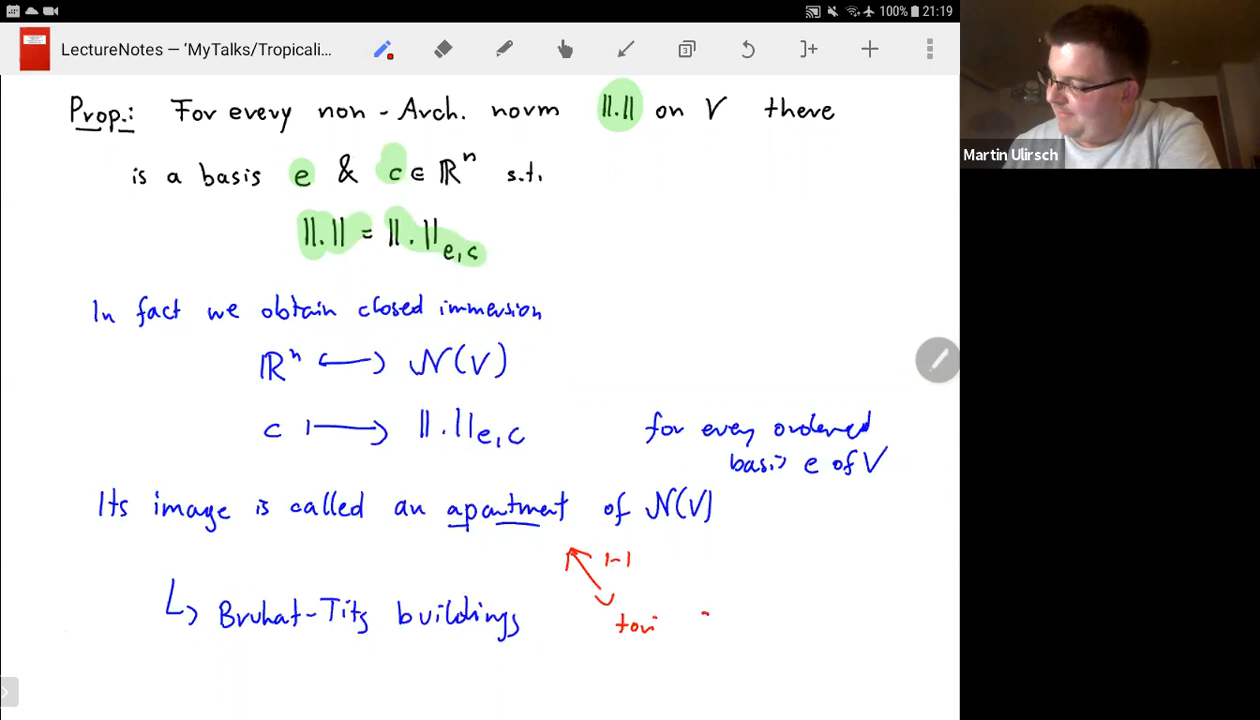 100% 21:19
LectureNotes – ‘MyTalks/Tropicali...
Prop.: For every non-Arch. norm ||.|| on V there
is a basis e & c ∈ ℝⁿ s.t.
||.|| = ||.||e,c
In fact we obtain closed immersion
ℝⁿ ↪ 𝒩(V)
c ↦ ||.||e,c
for every ordered
basis e of V
Its image is called an apartment of 𝒩(V)
1-1
↳ Bruhat-Tits buildings
tori
Martin Ulirsch